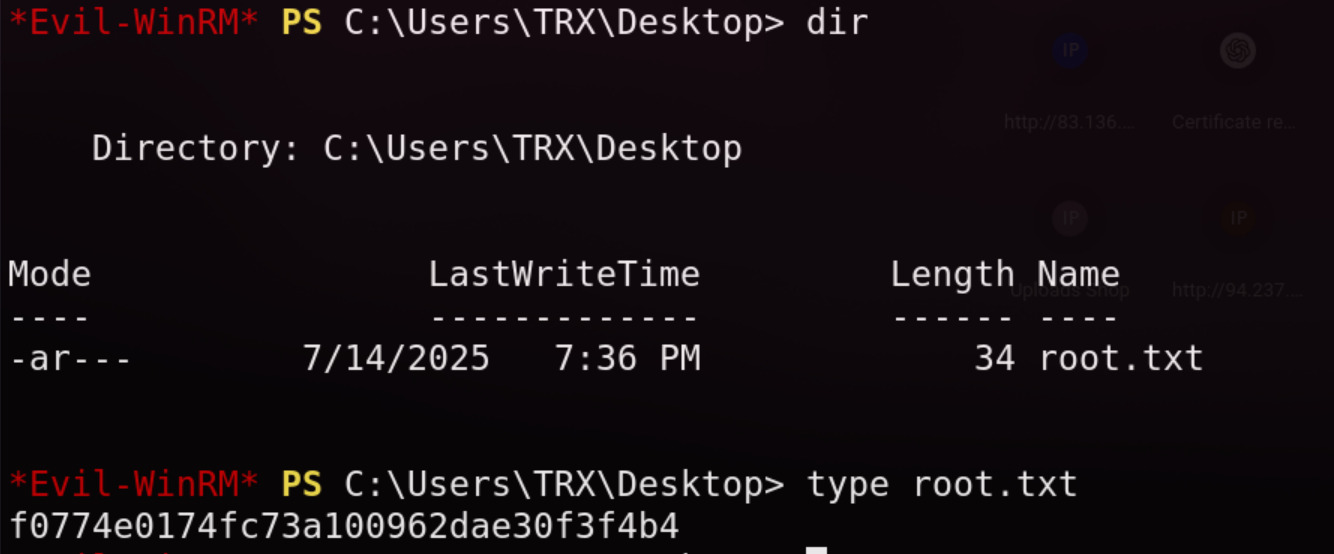 *Evil-WinRM* PS C:\Users\TRX\Desktop> dir
IP
http://83.136....
Certificate re...
Directory: C:\Users\TRX\Desktop
IP
IP
Mode LastWriteTime Length Name
Uploads Shop
http://94.237....
---- ------------- ------ ----
-ar--- 7/14/2025 7:36 PM 34 root.txt
*Evil-WinRM* PS C:\Users\TRX\Desktop> type root.txt
f0774e0174fc73a100962dae30f3f4b4